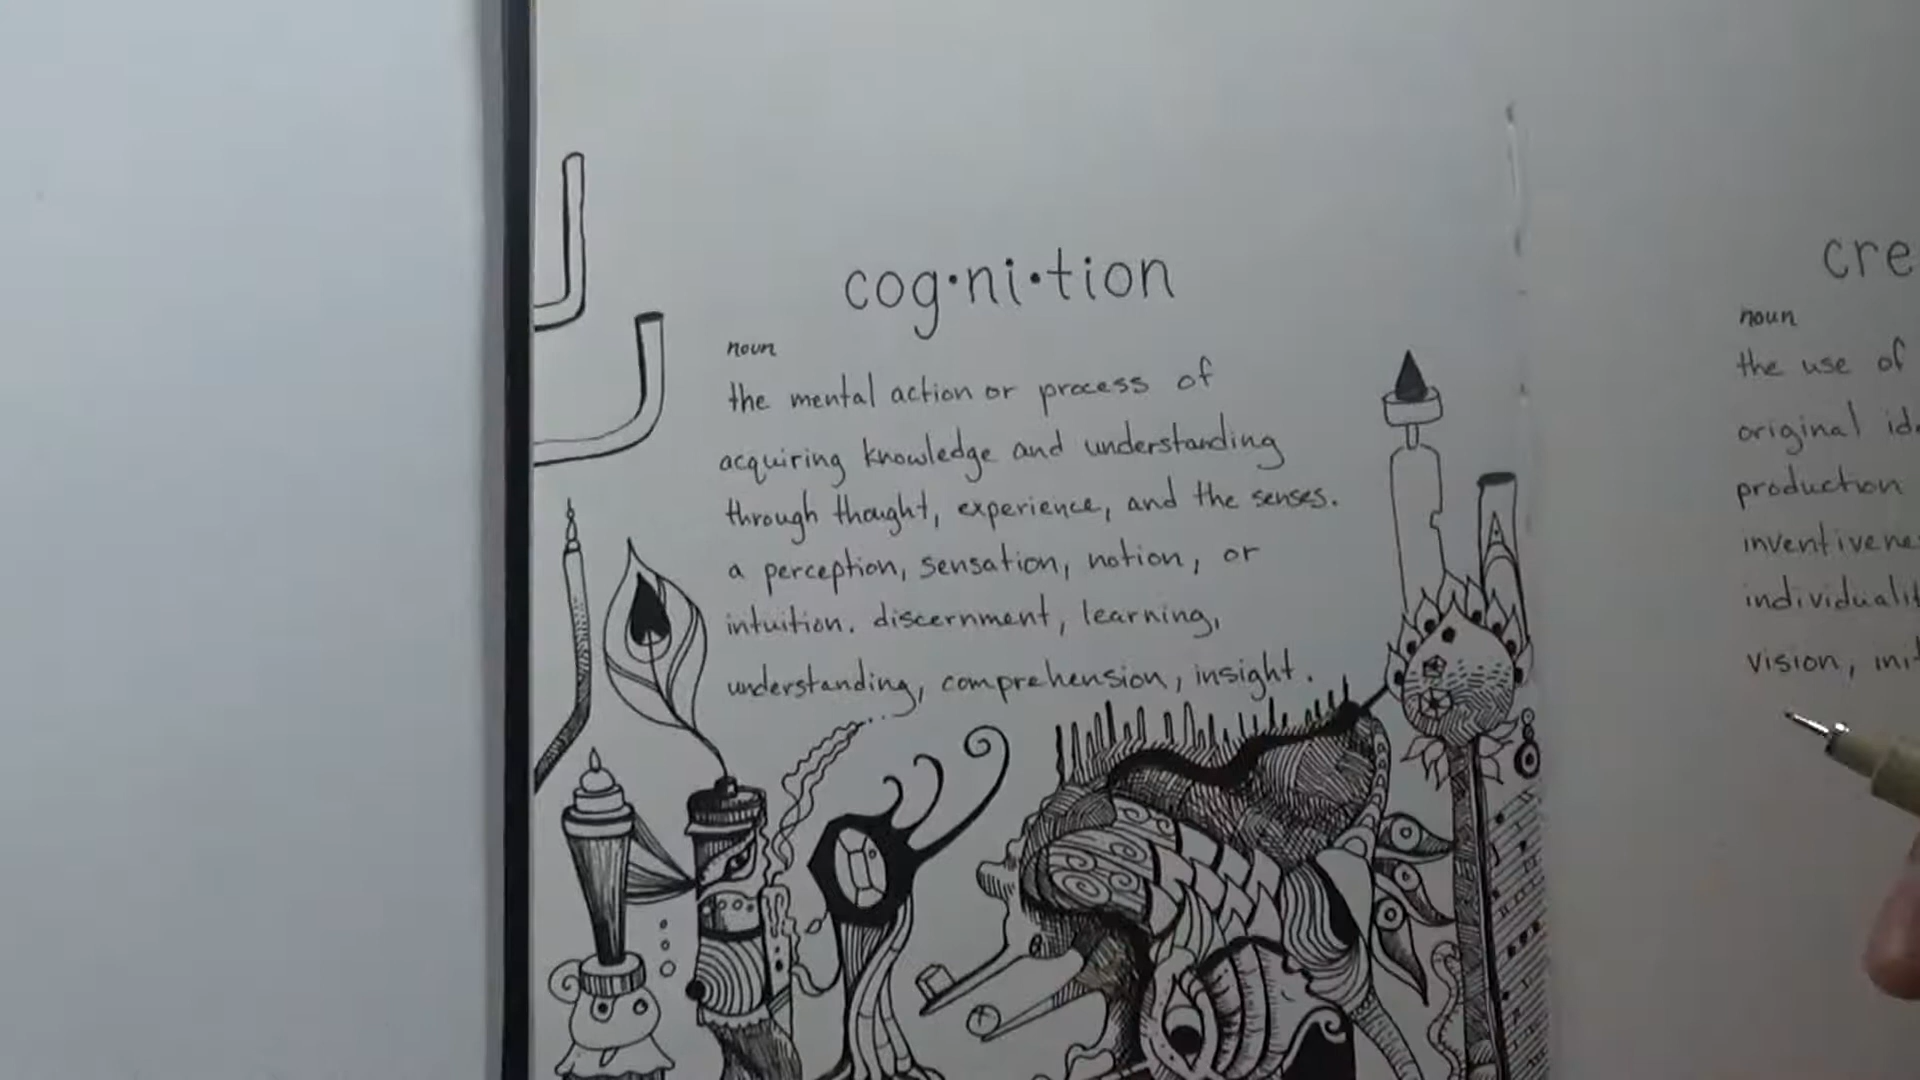 cog·ni·tion
noun
the mental action or process of
acquiring knowledge and understanding
through thought, experience, and the senses.
a perception, sensation, notion, or
intuition. discernment, learning,
understanding, comprehension, insight.
cre
noun
the use of
original
production
vision,